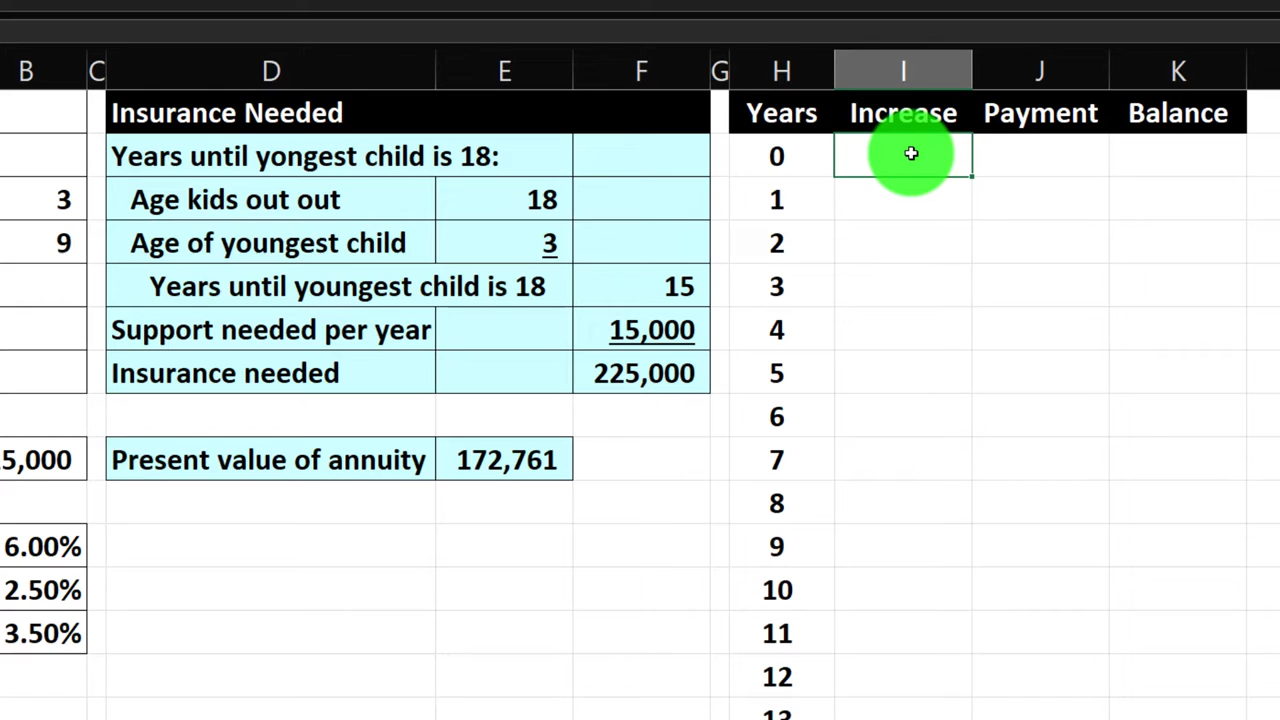 B C D E F G H I J K
Insurance Needed Years Increase Payment Balance
Years until yongest child is 18: 0
3 Age kids out out 18 1
9 Age of youngest child 3 2
Years until youngest child is 18 15 3
Support needed per year 15,000 4
Insurance needed 225,000 5
6
5,000 Present value of annuity 172,761 7
8
6.00% 9
2.50% 10
3.50% 11
12
13